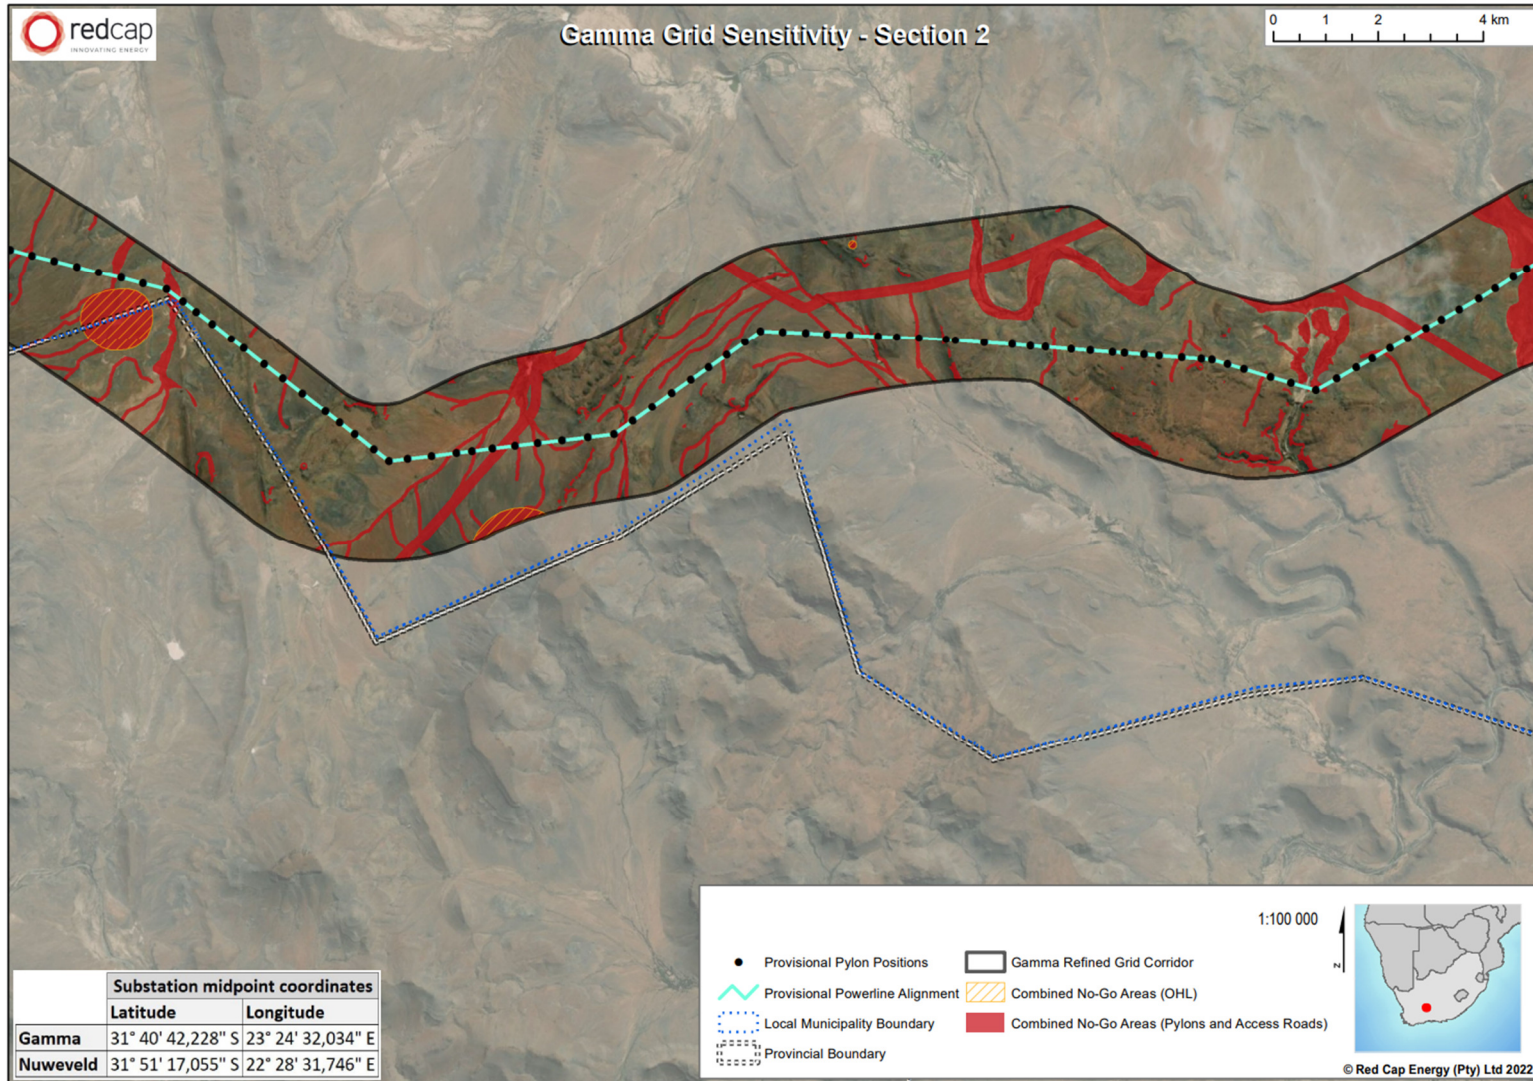 redcap
INNOVATING ENERGY
Gamma Grid Sensitivity - Section 2
0 1 2 4 km
1:100 000
N
Provisional Pylon Positions
Provisional Powerline Alignment
Local Municipality Boundary
Provincial Boundary
Gamma Refined Grid Corridor
Combined No-Go Areas (OHL)
Combined No-Go Areas (Pylons and Access Roads)
© Red Cap Energy (Pty) Ltd 2022
Substation midpoint coordinates
Latitude Longitude
Gamma 31° 40' 42,228" S 23° 24' 32,034" E
Nuweveld 31° 51' 17,055" S 22° 28' 31,746" E